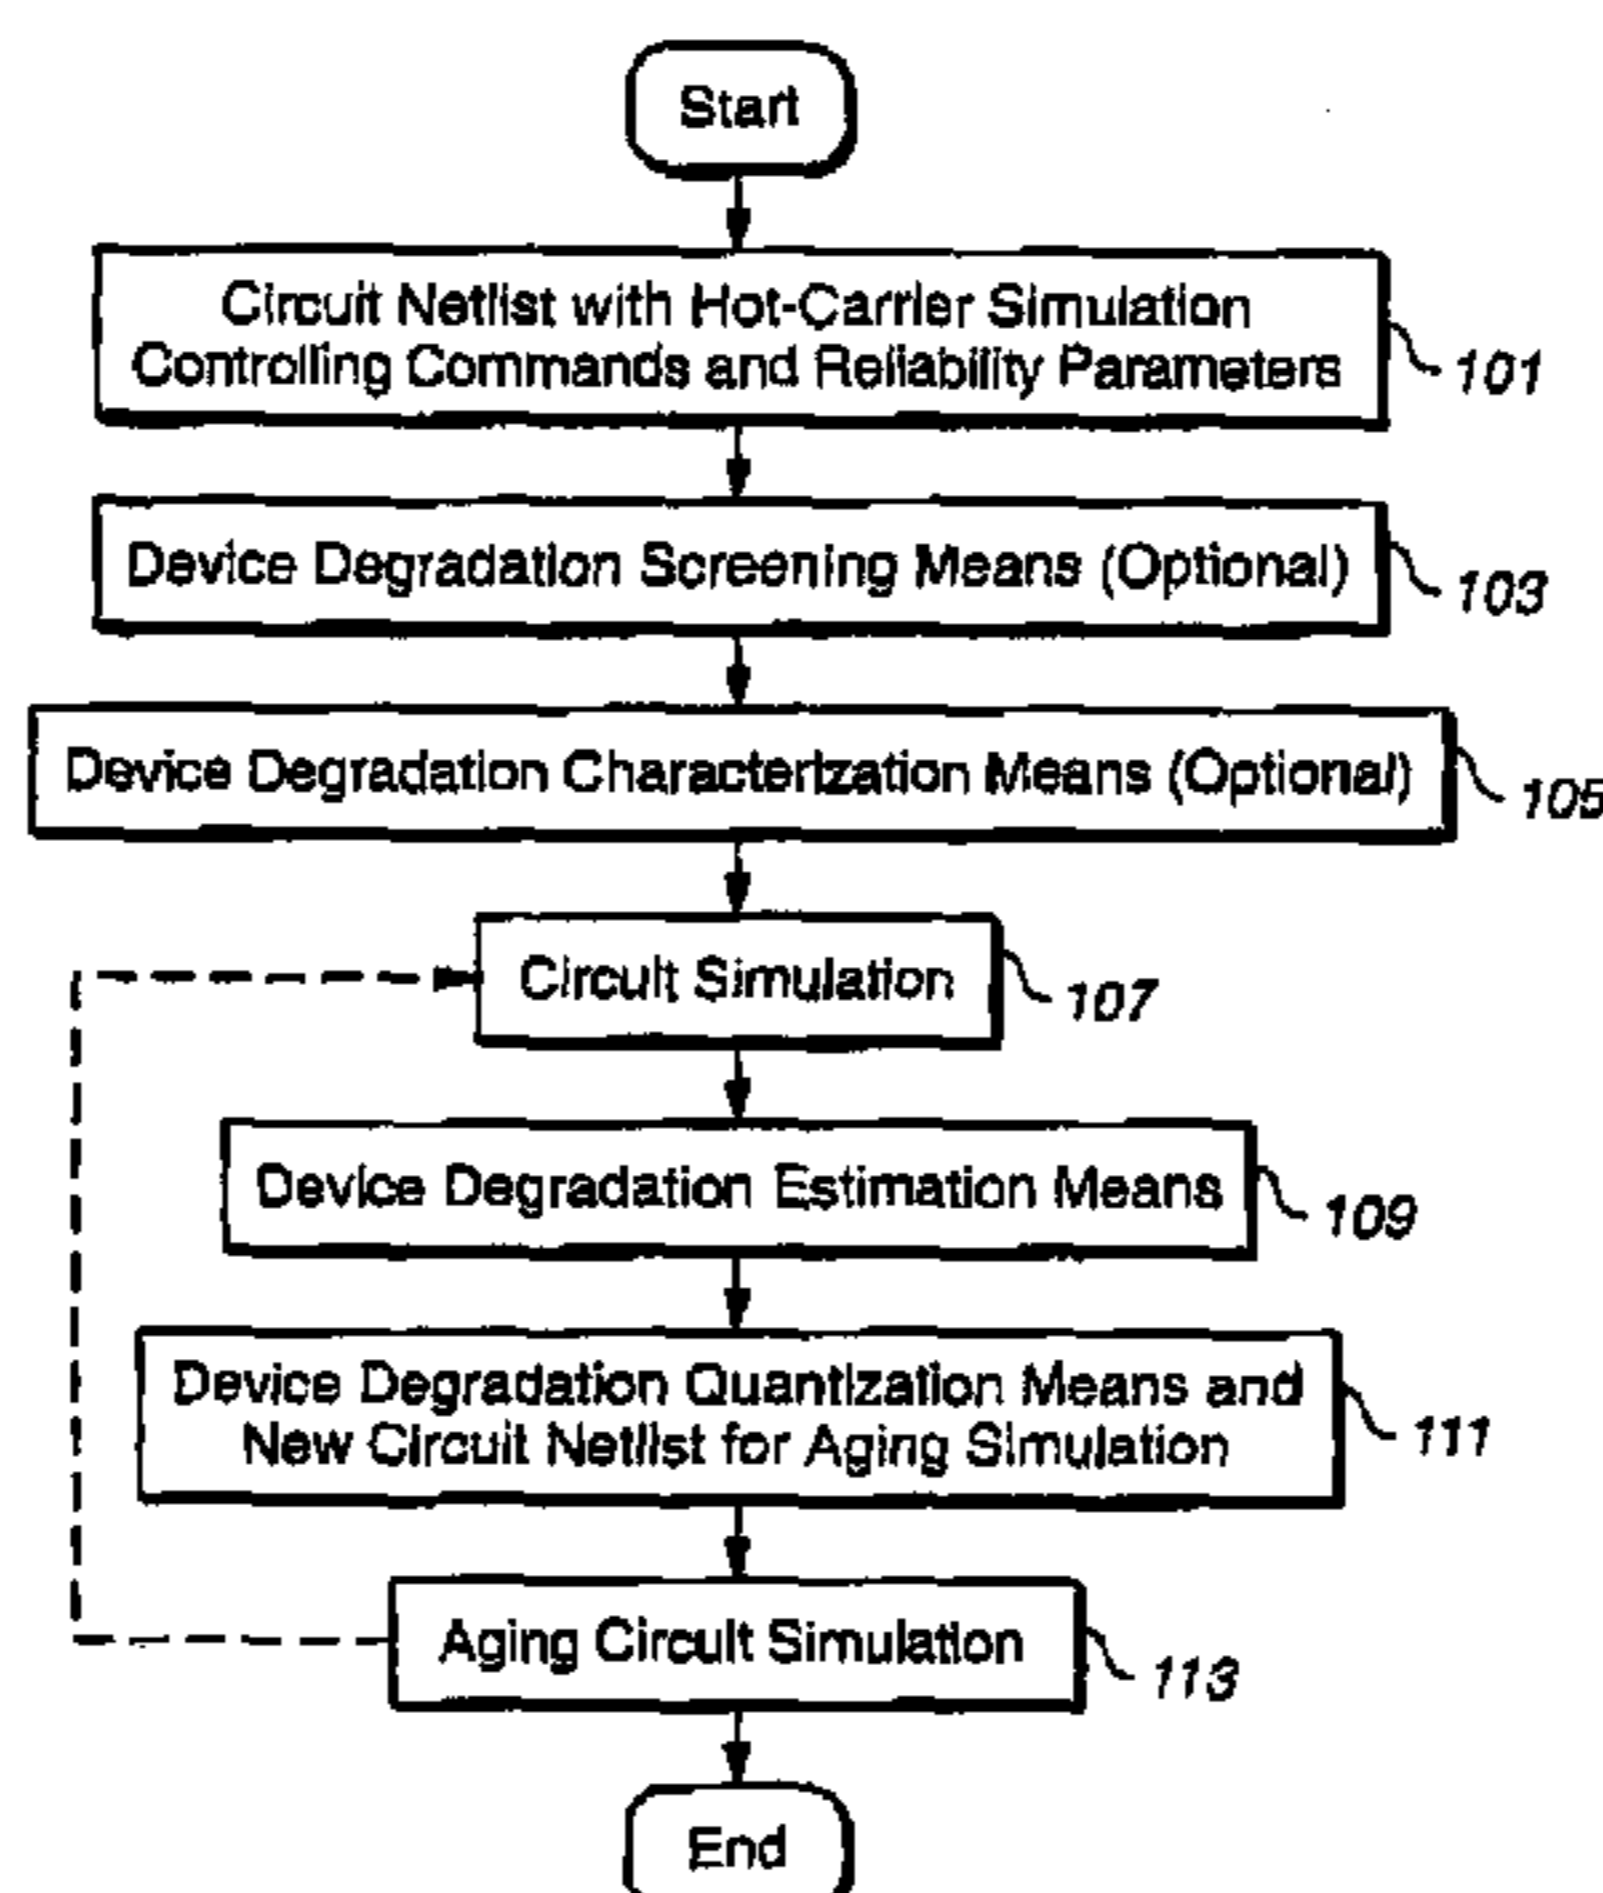 Start
Circuit Netlist with Hot-Carrier Simulation
Controlling Commands and Reliability Parameters
101
Device Degradation Screening Means (Optional)
103
Device Degradation Characterization Means (Optional)
105
Circuit Simulation
107
Device Degradation Estimation Means
109
Device Degradation Quantization Means and
New Circuit Netlist for Aging Simulation
111
Aging Circuit Simulation
113
End